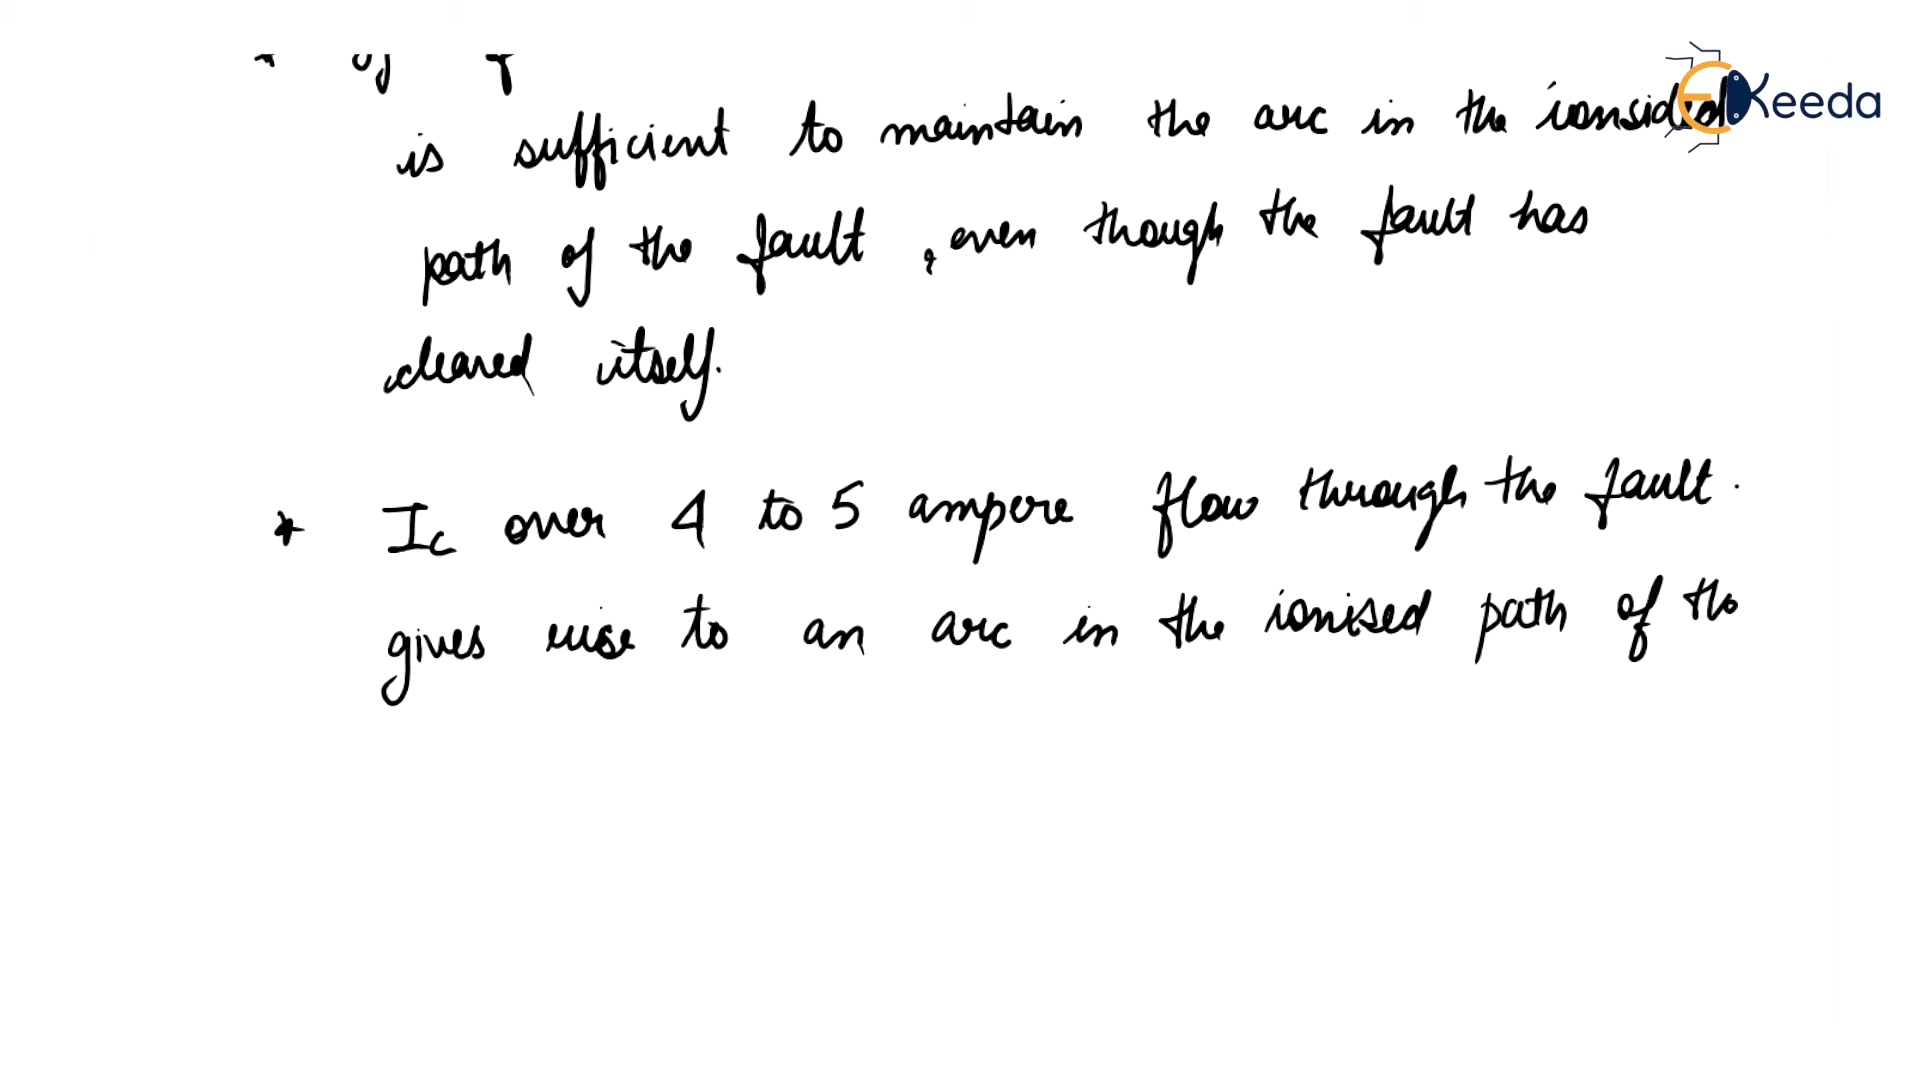 Keeda
is sufficient to maintain the arc in the
path of the fault, even though the fault has
cleared itself.
* Ic over 4 to 5 ampere flow through the fault.
gives rise to an arc in the ionised path of the